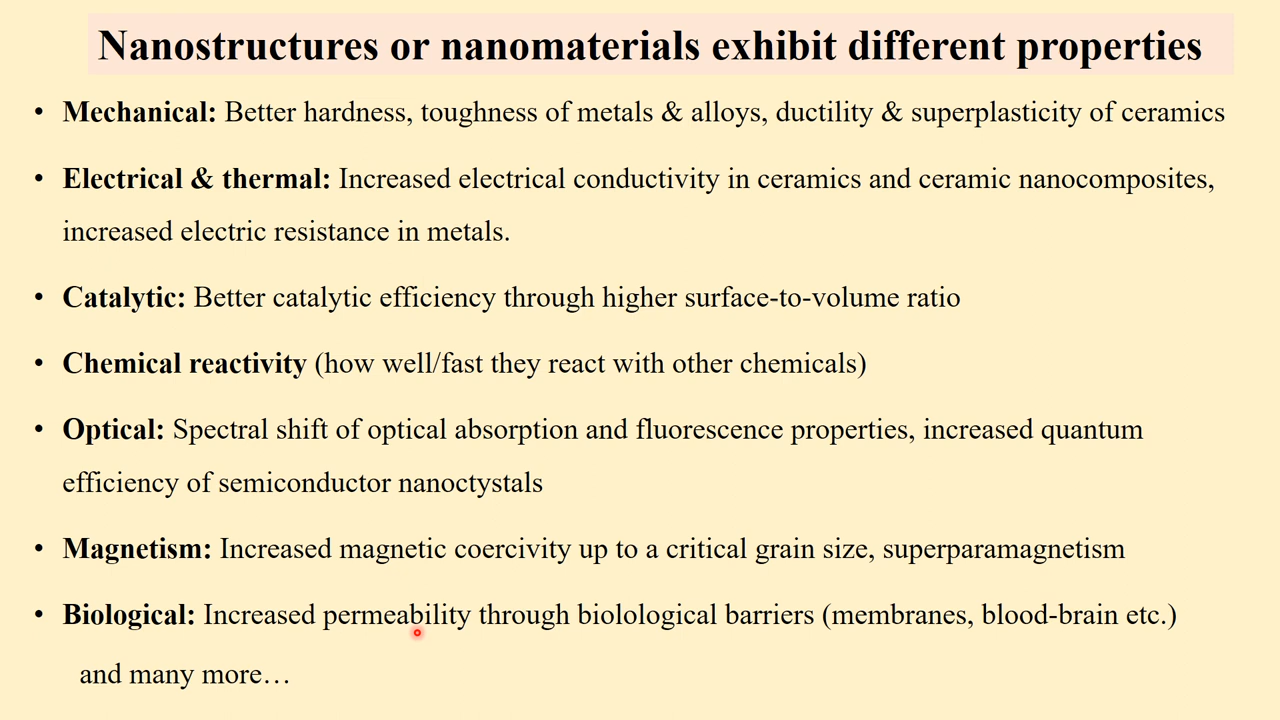 Nanostructures or nanomaterials exhibit different properties
• Mechanical: Better hardness, toughness of metals & alloys, ductility & superplasticity of ceramics
• Electrical & thermal: Increased electrical conductivity in ceramics and ceramic nanocomposites,
increased electric resistance in metals.
• Catalytic: Better catalytic efficiency through higher surface-to-volume ratio
• Chemical reactivity (how well/fast they react with other chemicals)
• Optical: Spectral shift of optical absorption and fluorescence properties, increased quantum
efficiency of semiconductor nanoctystals
• Magnetism: Increased magnetic coercivity up to a critical grain size, superparamagnetism
• Biological: Increased permeability through biolological barriers (membranes, blood-brain etc.)
and many more…